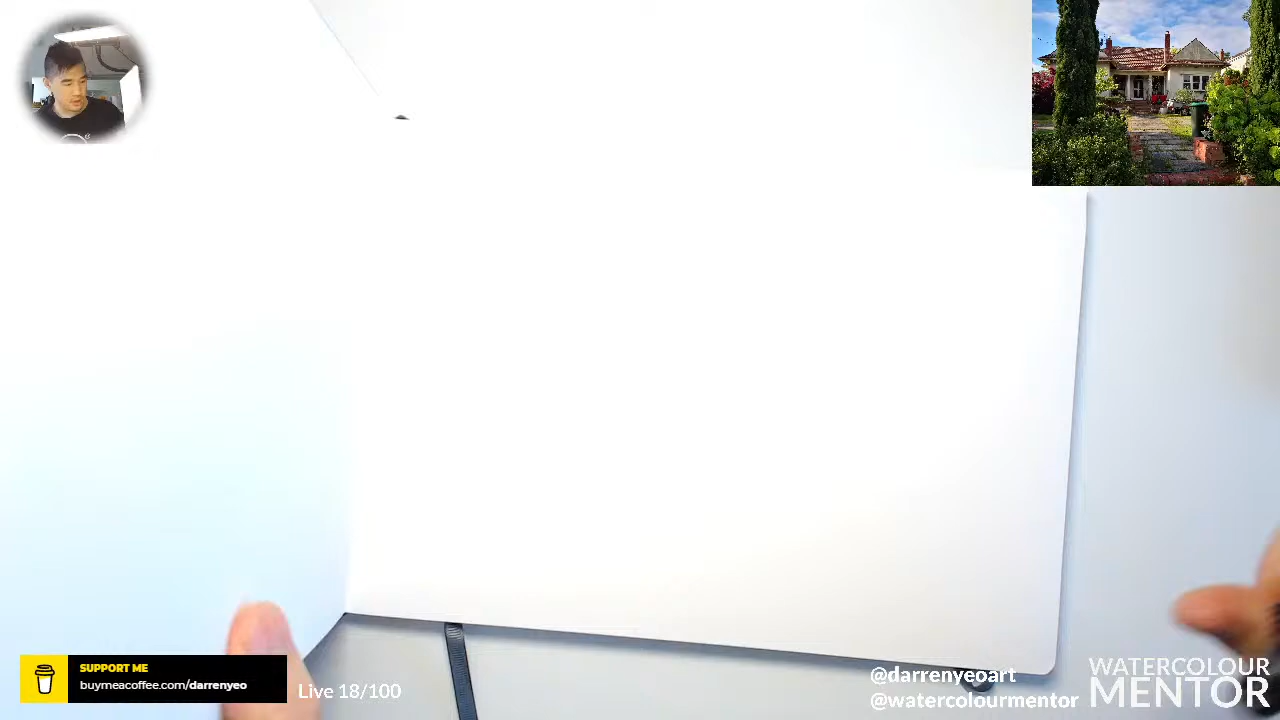 SUPPORT ME
buymeacoffee.com/darrenyeo
Live 18/100
@darrenyeoart
@watercolourmentor
WATERCOLOUR
MENTOR